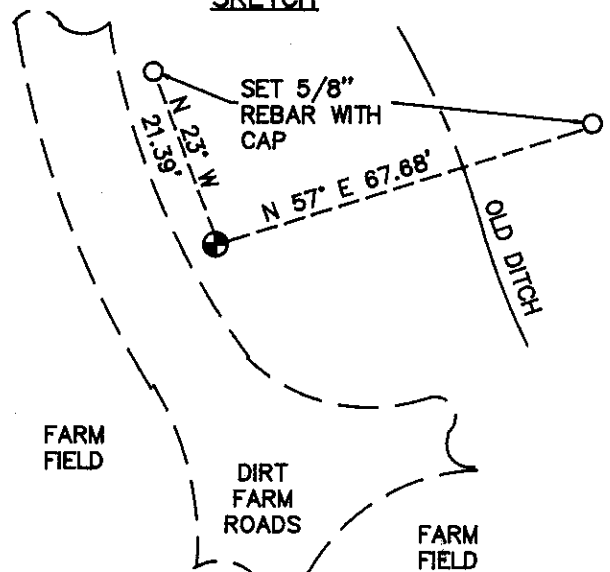 SKETCH
SET 5/8"
REBAR WITH
CAP
N 23° W
21.39'
N 57° E 67.68'
OLD DITCH
FARM
FIELD
DIRT
FARM
ROADS
FARM
FIELD